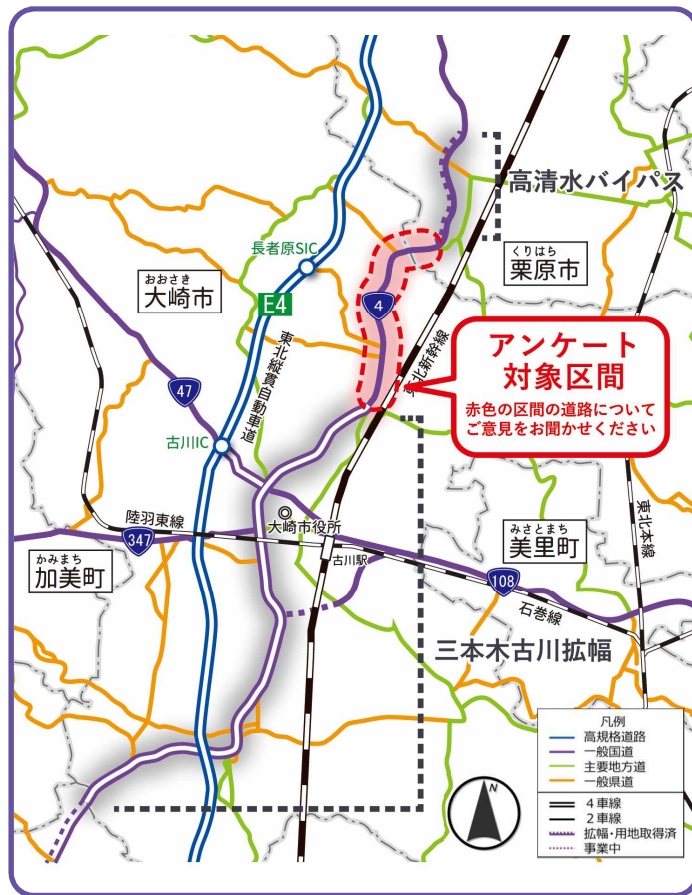 高清水バイパス
くりはち
栗原市
長者原SIC
おおさき
大崎市
E4
4
東北縦貫自動車道
東北新幹線
アンケート
対象区間
赤色の区間の道路について
ご意見をお聞かせください
47
古川IC
大崎市役所
陸羽東線
347
かみまち
加美町
古川駅
みさとまち
美里町
東北本線
108
石巻線
三本木古川拡幅
N
凡例
高規格道路
一般国道
主要地方道
一般県道
4車線
2車線
拡幅・用地取得済
事業中